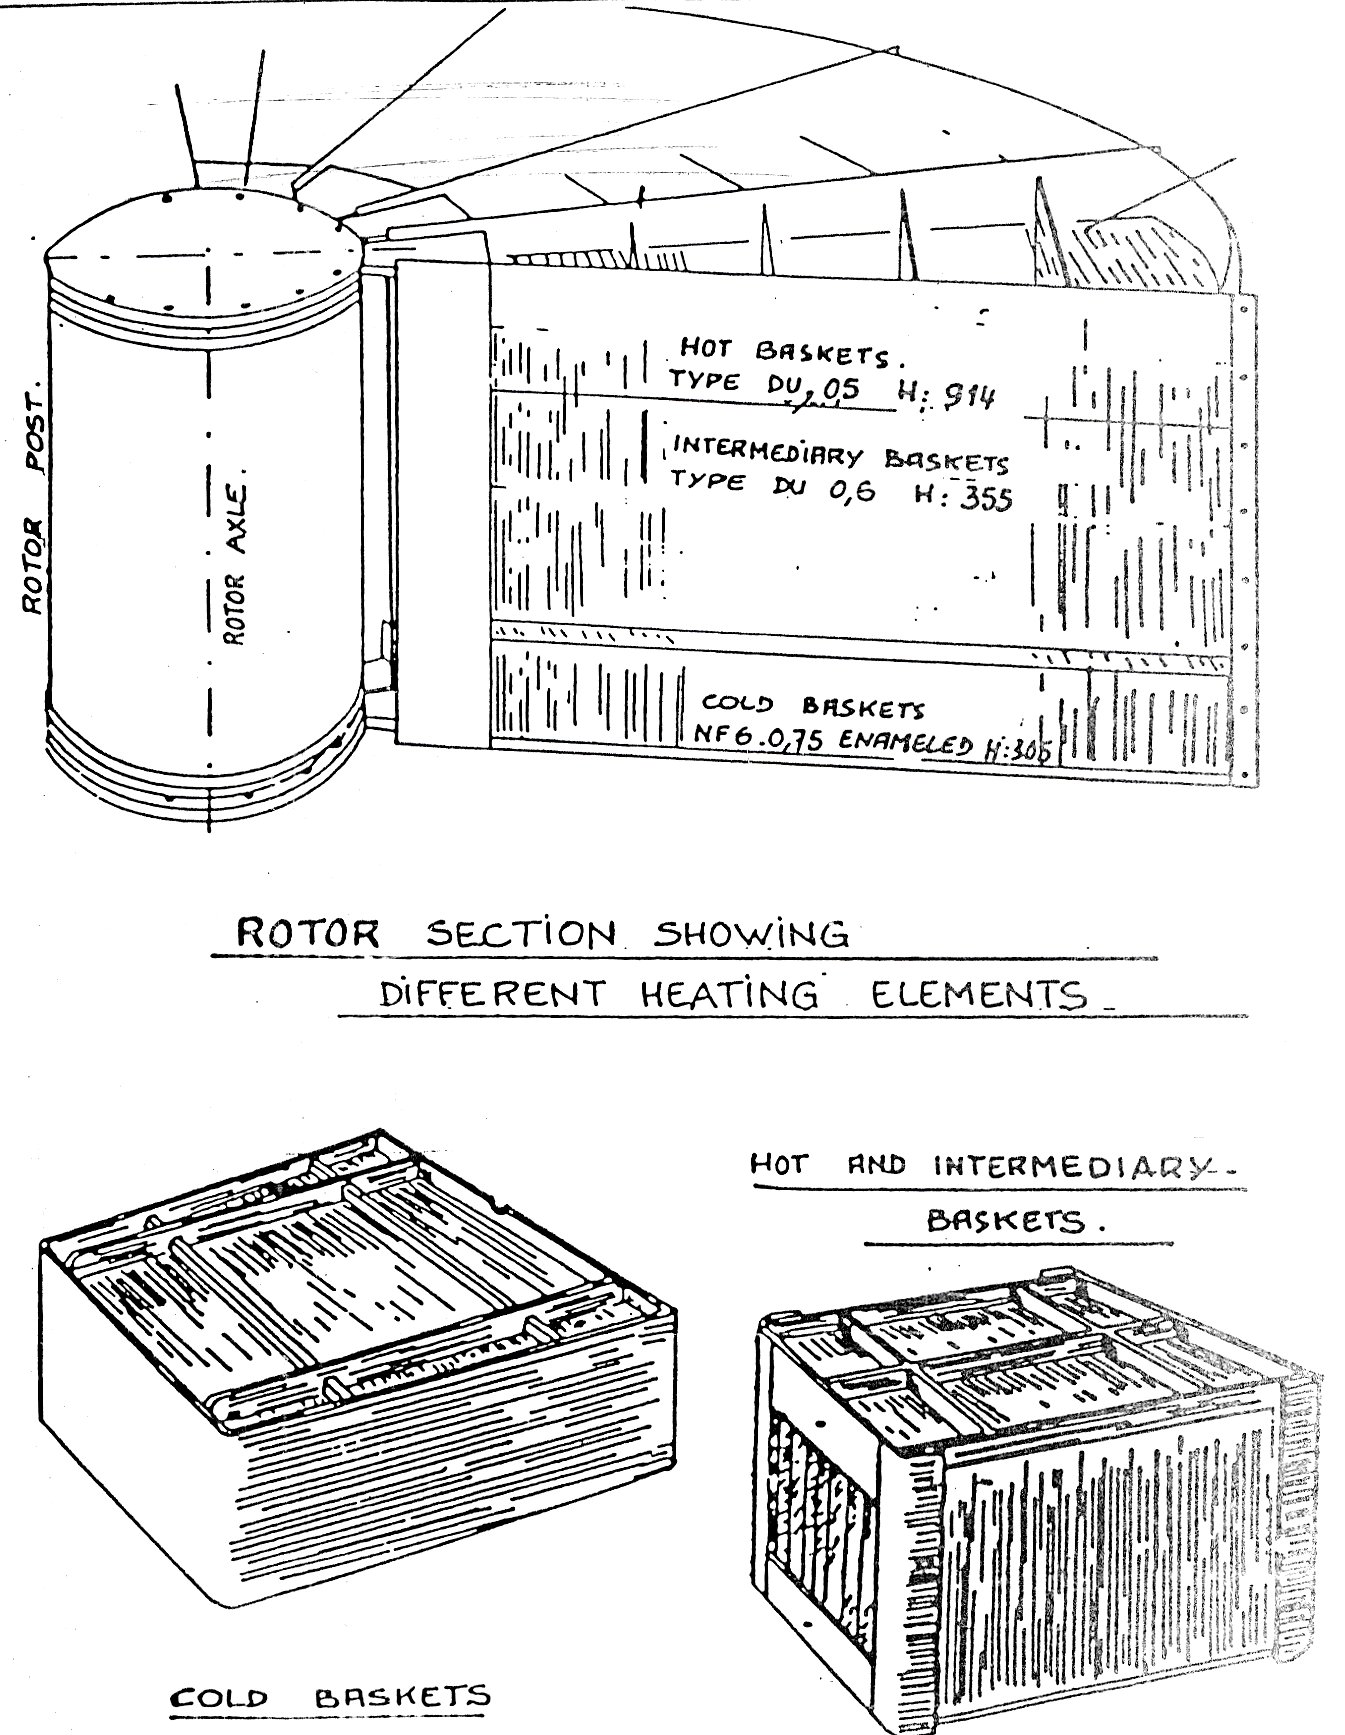 HOT BASKETS.
TYPE DU 0,5 H: 914
INTERMEDiARY BASKETS
TYPE DU 0,6 H: 355
ROTOR POST.
ROTOR AXLE.
COLD BASKETS
NF6.0,75 ENAMELED H:305
ROTOR SECTiON SHOWiNG
DiFFERENT HEATiNG ELEMENTS
HOT AND INTERMEDIARY
BASKETS.
COLD BASKETS